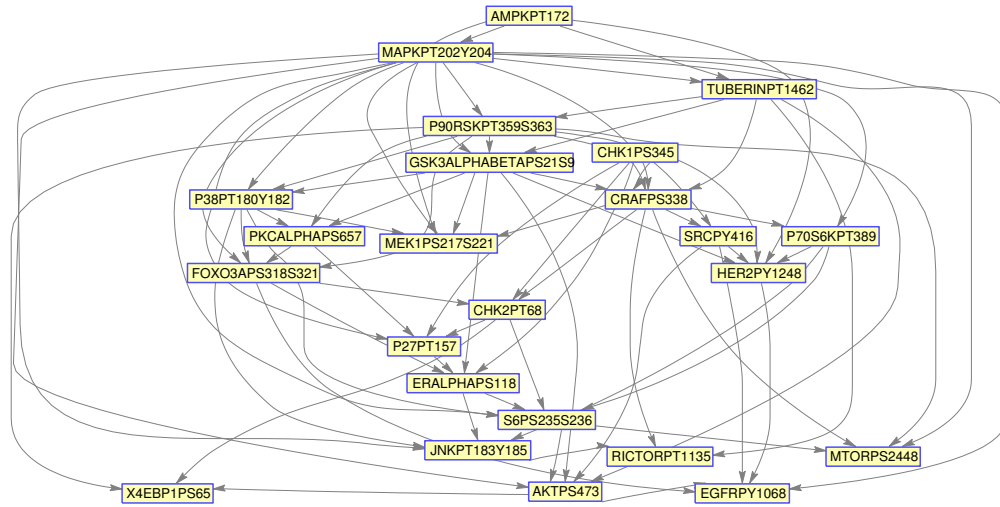 AMPKPT172
MAPKPT202Y204
TUBERINPT1462
P90RSKPT359S363
CHK1PS345
GSK3ALPHABETAPS21S9
P38PT180Y182
CRAFPS338
PKCALPHAPS657
MEK1PS217S221
SRCPY416
P70S6KPT389
FOXO3APS318S321
HER2PY1248
CHK2PT68
P27PT157
ERALPHAPS118
S6PS235S236
JNKPT183Y185
RICTORPT1135
MTORPS2448
X4EBP1PS65
AKTPS473
EGFRPY1068